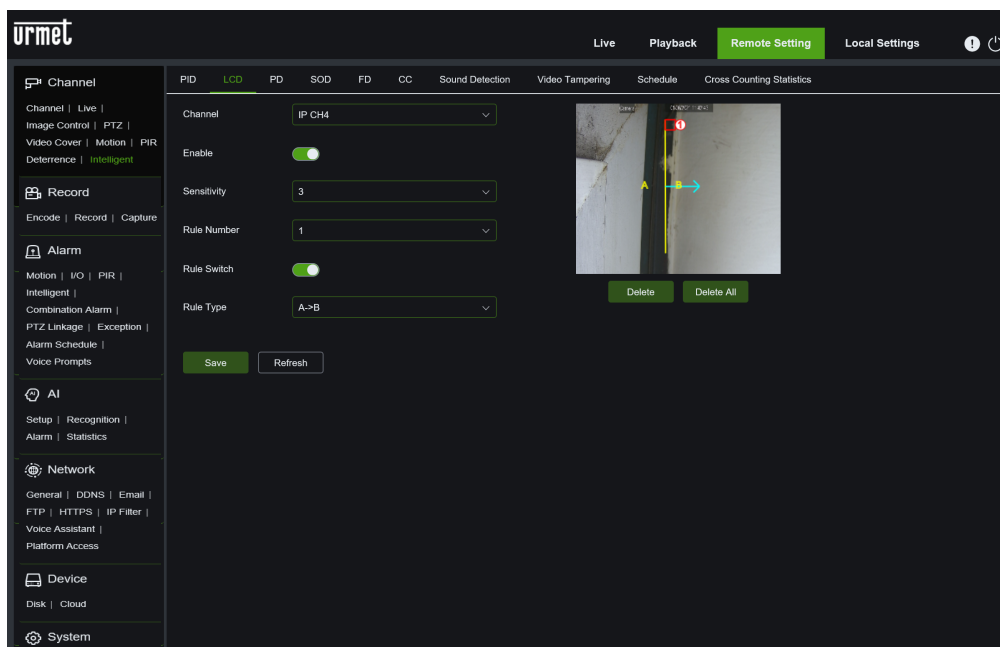 urmet
Live Playback Remote Setting Local Settings
Channel
Channel | Live |
Image Control | PTZ |
Video Cover | Motion | PIR
Deterrence | Intelligent
Record
Encode | Record | Capture
Alarm
Motion | I/O | PIR |
Intelligent |
Combination Alarm |
PTZ Linkage | Exception |
Alarm Schedule |
Voice Prompts
AI
Setup | Recognition |
Alarm | Statistics
Network
General | DDNS | Email |
FTP | HTTPS | IP Filter |
Voice Assistant |
Platform Access
Device
Disk | Cloud
System
PID LCD PD SOD FD CC Sound Detection Video Tampering Schedule Cross Counting Statistics
Channel IP CH4
Enable
Sensitivity 3
Rule Number 1
Rule Switch
Rule Type A->B
Save Refresh
Camera
1
A B
Delete Delete All